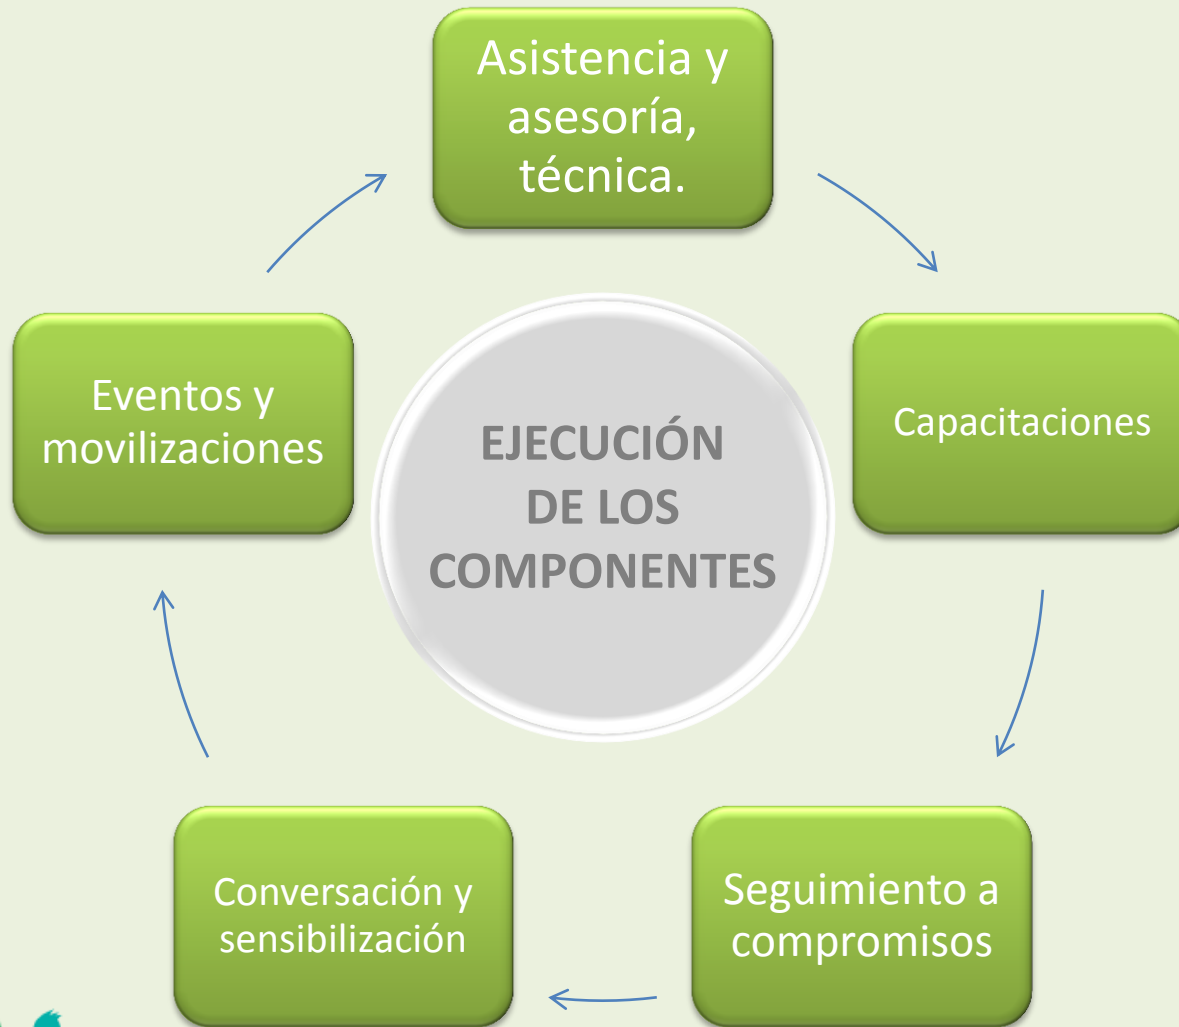 Asistencia y
asesoría,
técnica.
Eventos y
movilizaciones
EJECUCIÓN
DE LOS
COMPONENTES
Capacitaciones
Conversación y
sensibilización
Seguimiento a
compromisos